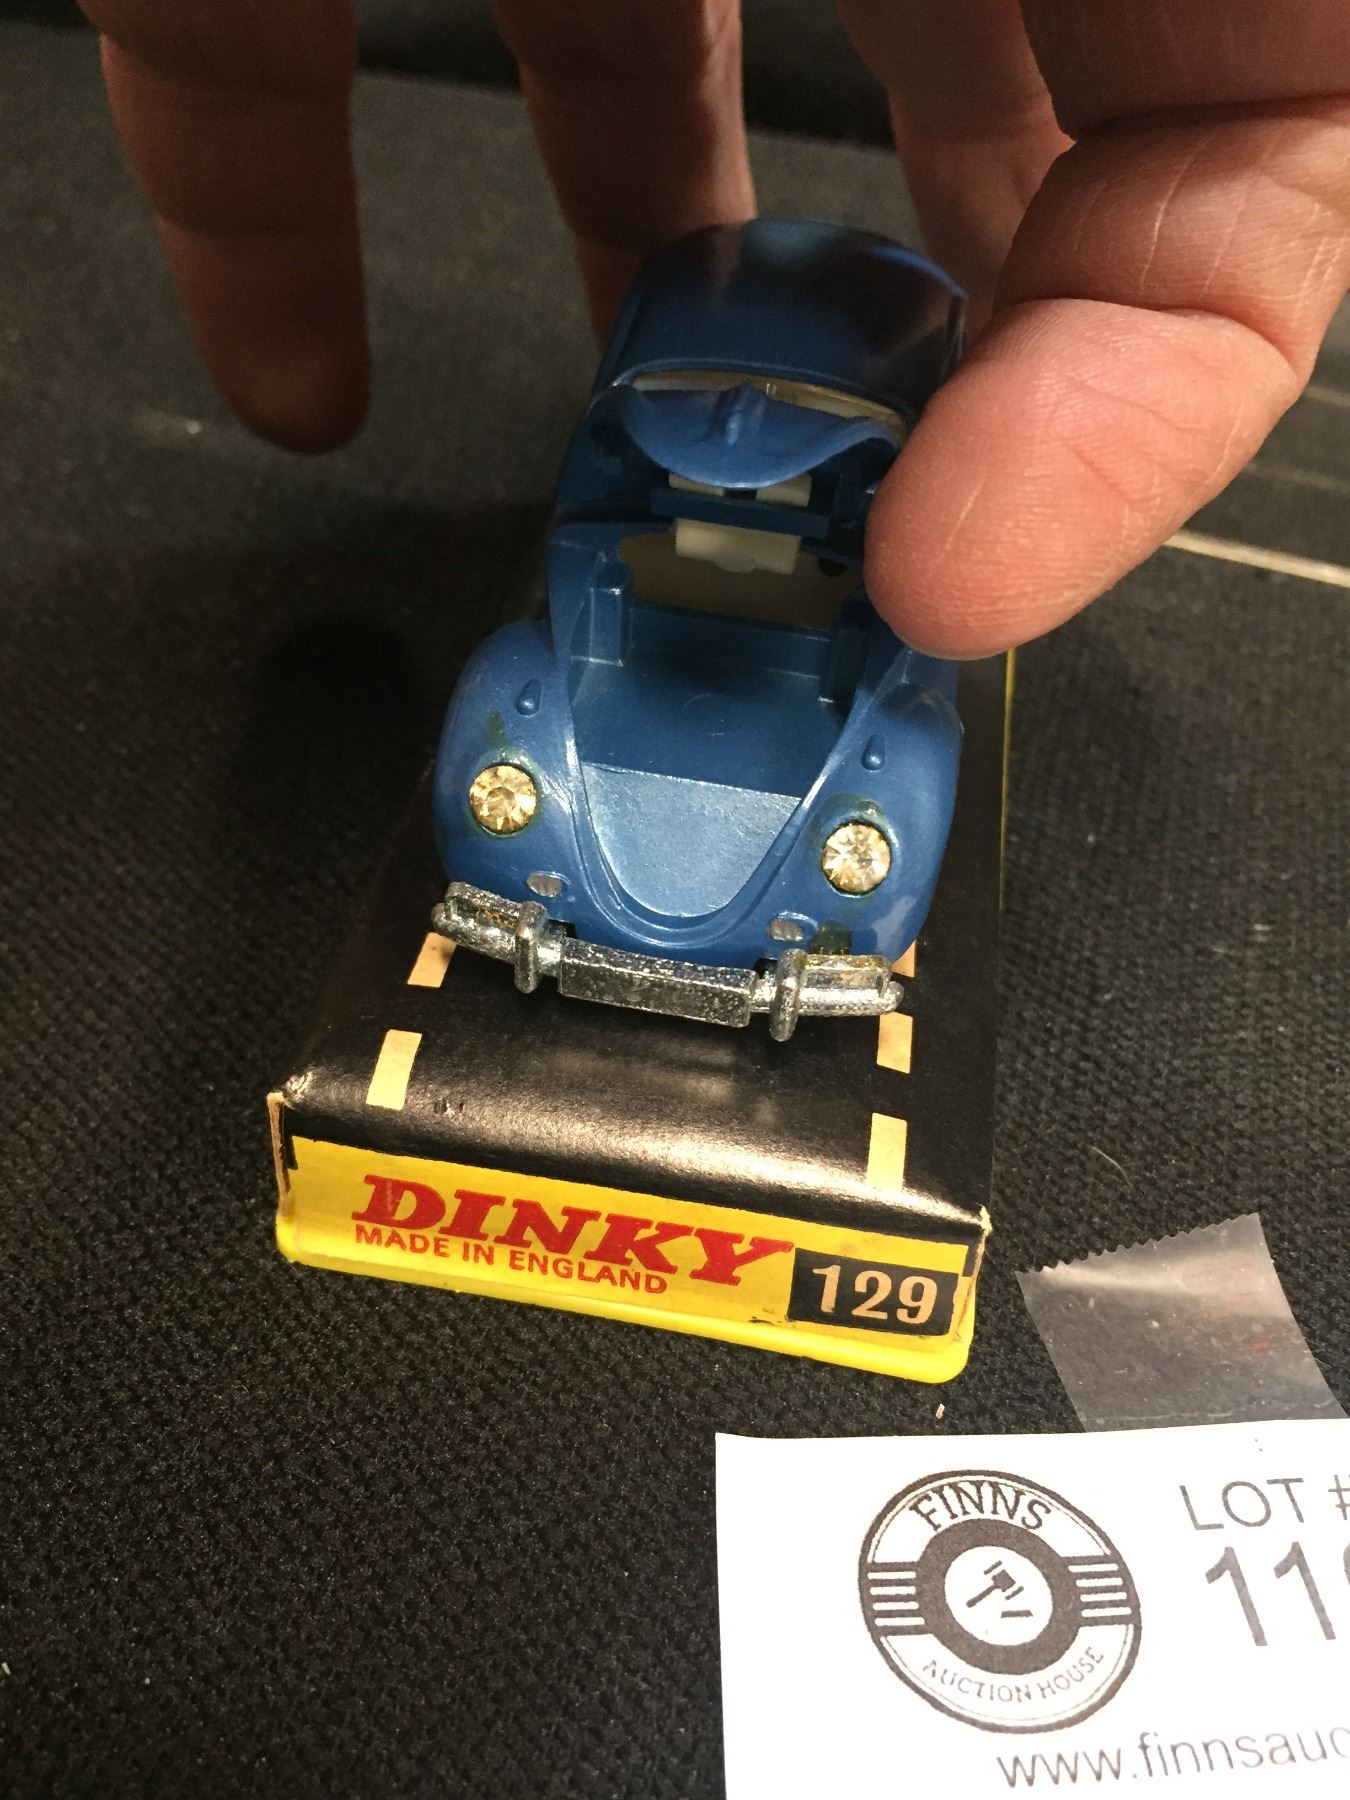 DINKY
MADE IN ENGLAND
129
FINNS
AUCTION HOUSE
LOT #
www.finnsauc